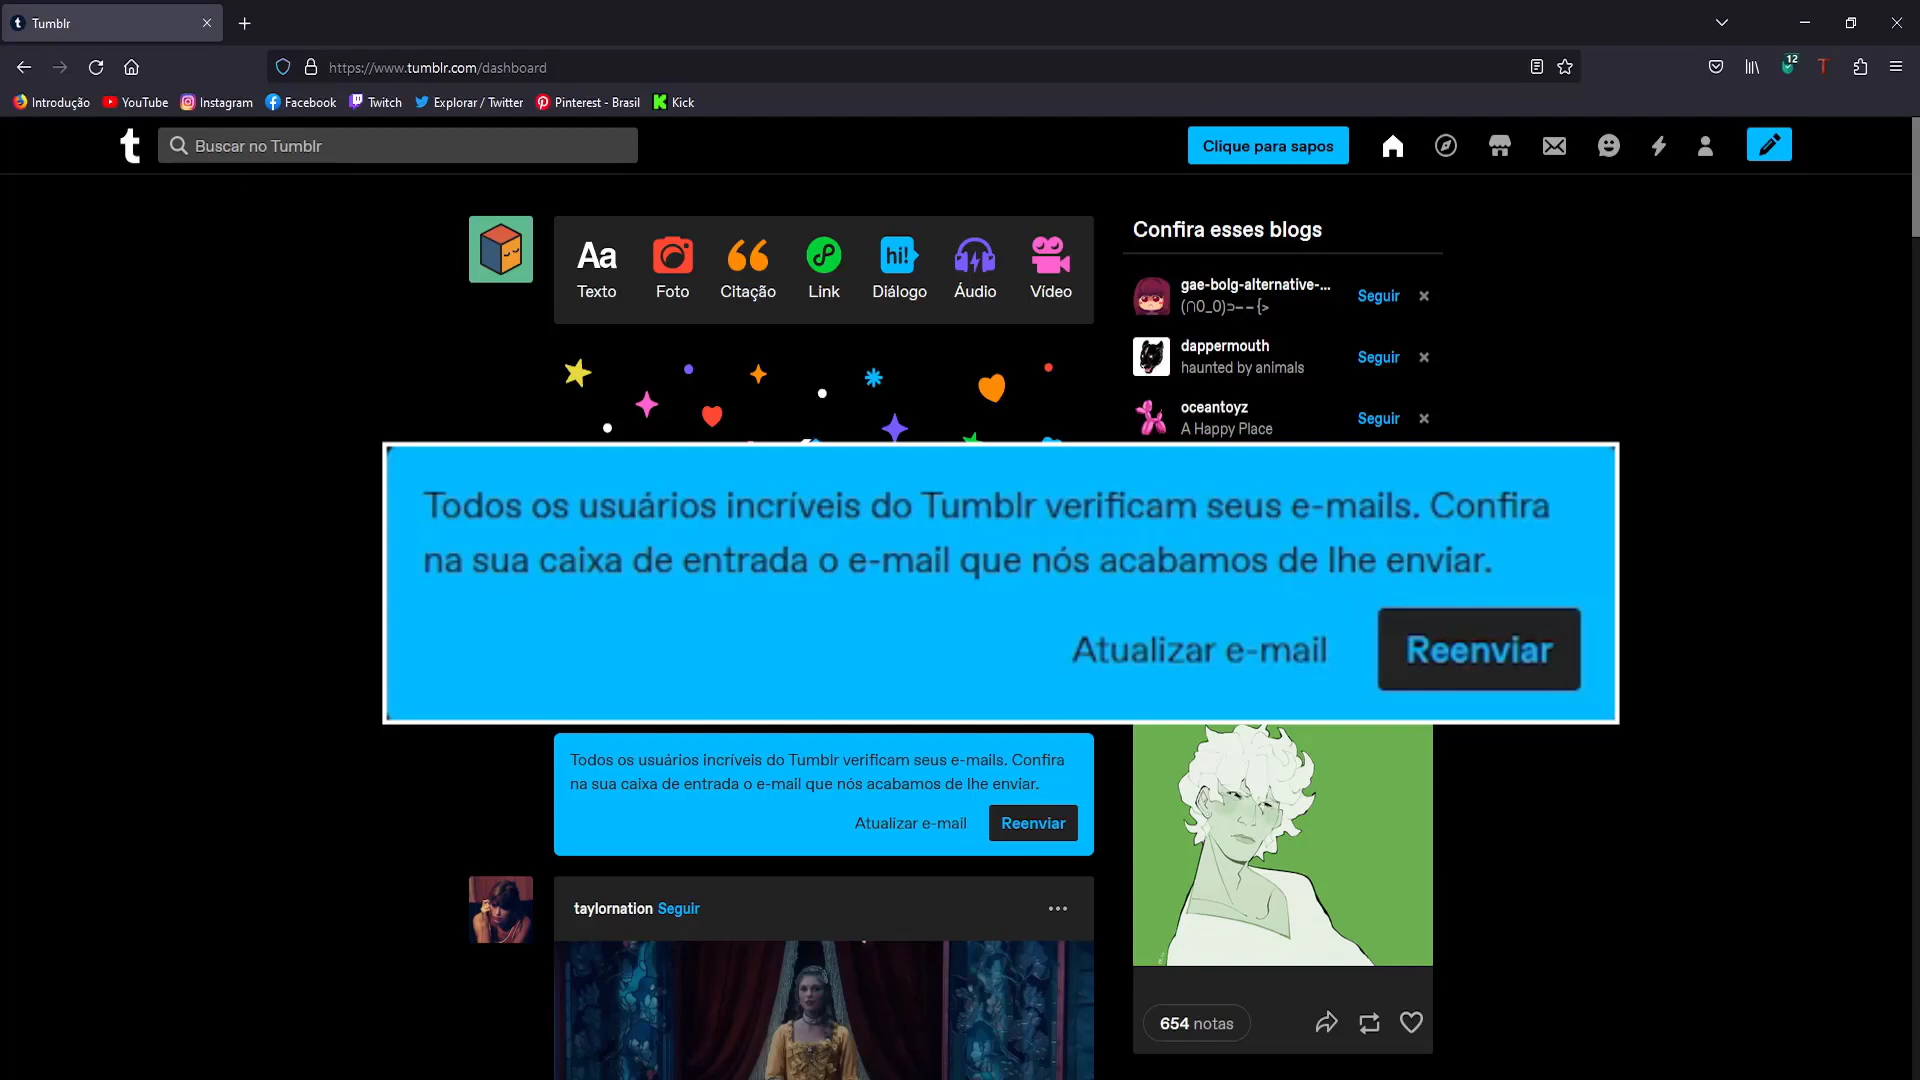 Tumblr
https://www.tumblr.com/dashboard
12
Introdução YouTube Instagram Facebook Twitch Explorar / Twitter Pinterest - Brasil Kick
Buscar no Tumblr
Clique para sapos
Aa
hi!
Texto Foto Citação Link Diálogo Áudio Vídeo
Confira esses blogs
gae-bolg-alternative-...
(∩O_O)⊃−−{>
Seguir
dappermouth
haunted by animals
Seguir
oceantoyz
A Happy Place
Seguir
Todos os usuários incríveis do Tumblr verificam seus e-mails. Confira
na sua caixa de entrada o e-mail que nós acabamos de lhe enviar.
Atualizar e-mail Reenviar
Todos os usuários incríveis do Tumblr verificam seus e-mails. Confira
na sua caixa de entrada o e-mail que nós acabamos de lhe enviar.
Atualizar e-mail Reenviar
taylornation Seguir
654 notas